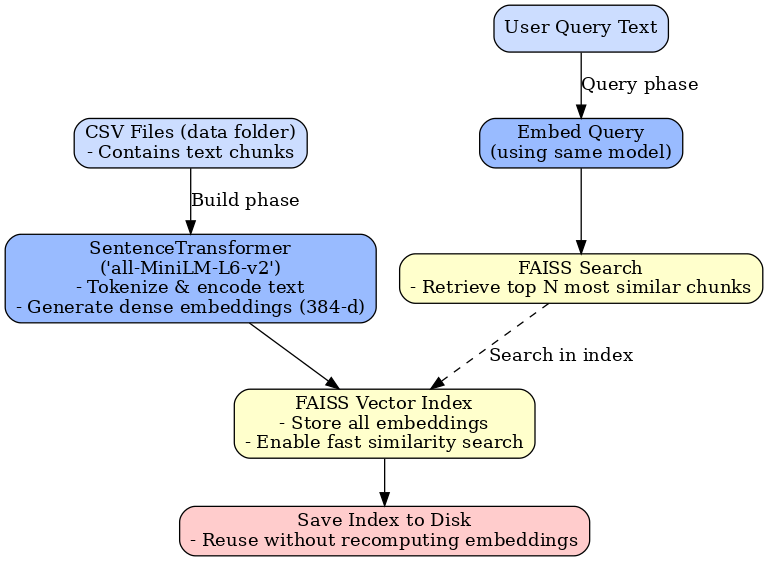 User Query Text
Query phase
CSV Files (data folder)
- Contains text chunks
Embed Query
(using same model)
Build phase
SentenceTransformer
('all-MiniLM-L6-v2')
- Tokenize & encode text
- Generate dense embeddings (384-d)
FAISS Search
- Retrieve top N most similar chunks
Search in index
FAISS Vector Index
- Store all embeddings
- Enable fast similarity search
Save Index to Disk
- Reuse without recomputing embeddings